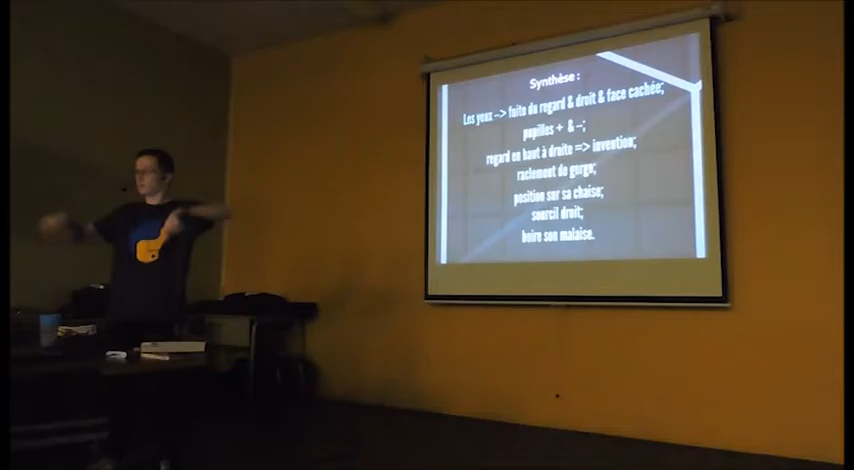 Synthèse :
Les yeux --> fuite du regard & droit & face cachée;
pupilles + & --;
regard en haut à droite => invention;
raclement de gorge;
position sur sa chaise;
sourcil droit;
boire son malaise.